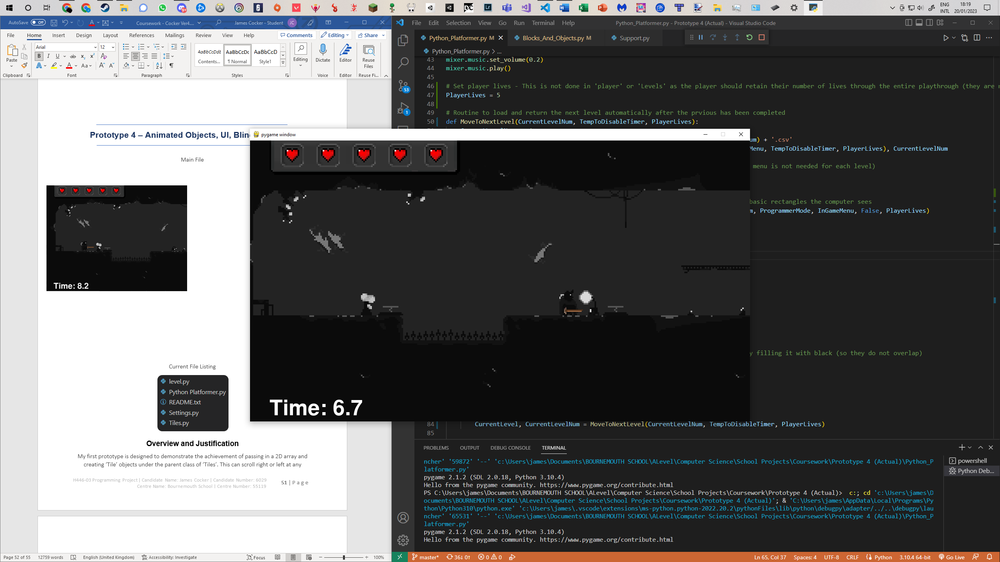 ENG
INTL
18:19
20/01/2023
AutoSave Off
Coursework - Cocker Ver4....
James Cocker - Student
JC
File Home Insert Design Layout References Mailings Review View Help
Comments
Editing
Share
Paste
Clipboard
Arial
12
Font
Paragraph
AaBbCcDdE
Contents...
AaBbCcDc
¶ Normal
AaBbCcD
Style1
Styles
Editing
Dictate
Voice
Editor
Editor
Reuse
Files
Reuse Fi...
Prototype 4 – Animated Objects, UI, Blin
Main File
Time: 8.2
Current File Listing
level.py
Python Platformer.py
README.txt
Settings.py
Tiles.py
Overview and Justification
My first prototype is designed to demonstrate the achievement of passing in a 2D array and
creating ‘Tile’ objects under the parent class of ‘Tiles’. This can scroll right or left at any
H446-03 Programming Project | Candidate Name: James Cocker | Candidate Number: 6029
Centre Name: Bournemouth School | Centre Number: 55119
51 | P a g e
Page 52 of 55
12759 words
English (United Kingdom)
Accessibility: Investigate
Focus
100%
File Edit Selection View Go Run Terminal Help
Python_Platformer.py - Prototype 4 (Actual) - Visual Studio Code
Python_Platformer.py M
Blocks_And_Objects.py M
Support.py
Python_Platformer.py > ...
53
1
43 mixer.music.set_volume(0.2)
44 mixer.music.play()
45
46 # Set player lives - This is not done in 'player' or 'Levels' as the player should retain their number of lives through the entire playthrough (they are
47 PlayerLives = 5
48
49 # Routine to load and return the next level automatically after the prvious has been completed
50 def MoveToNextLevel(CurrentLevelNum, TempToDisableTimer, PlayerLives):
um) + '.csv'
Menu, TempToDisableTimer, PlayerLives), CurrentLevelNum
menu is not needed for each level)
basic rectangles the computer sees
m, ProgrammerMode, InGameMenu, False, PlayerLives)
y filling it with black (so they do not overlap)
84 CurrentLevel, CurrentLevelNum = MoveToNextLevel(CurrentLevelNum, TempToDisableTimer, PlayerLives)
85
pygame window
Time: 6.7
PROBLEMS OUTPUT DEBUG CONSOLE TERMINAL
ncher' '59872' '--' 'c:\Users\james\Documents\BOURNEMOUTH SCHOOL\ALevel\Computer Science\School Projects\Coursework\Prototype 4 (Actual)\Python_P
latformer.py'
pygame 2.1.2 (SDL 2.0.18, Python 3.10.4)
Hello from the pygame community. https://www.pygame.org/contribute.html
PS C:\Users\james\Documents\BOURNEMOUTH SCHOOL\ALevel\Computer Science\School Projects\Coursework\Prototype 4 (Actual)> c:; cd 'c:\Users\james\D
ocuments\BOURNEMOUTH SCHOOL\ALevel\Computer Science\School Projects\Coursework\Prototype 4 (Actual)'; & 'C:\Users\james\AppData\Local\Programs\Py
thon\Python310\python.exe' 'c:\Users\james\.vscode\extensions\ms-python.python-2022.20.2\pythonFiles\lib\python\debugpy\adapter/../..\debugpy\lau
ncher' '65531' '--' 'c:\Users\james\Documents\BOURNEMOUTH SCHOOL\ALevel\Computer Science\School Projects\Coursework\Prototype 4 (Actual)\Python_P
latformer.py'
pygame 2.1.2 (SDL 2.0.18, Python 3.10.4)
Hello from the pygame community. https://www.pygame.org/contribute.html
powershell
Python Deb...
master*
36↓ 0↑
0 0
Ln 65, Col 37
Spaces: 4
UTF-8
CRLF
Python
3.10.4 64-bit
Go Live